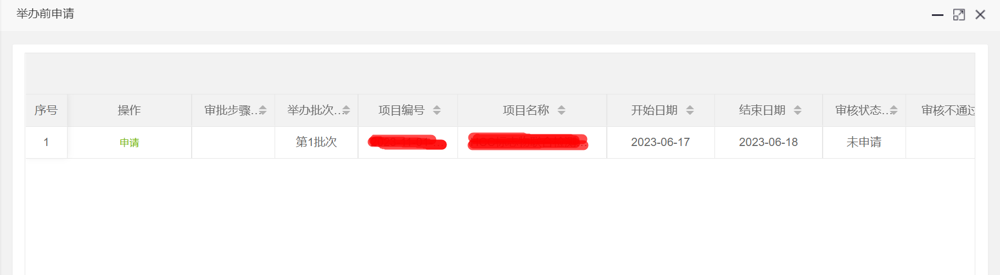 举办前申请
序号 操作 审批步骤... 举办批次... 项目编号 项目名称 开始日期 结束日期 审核状态... 审核不通过
1 申请 第1批次 2023-06-17 2023-06-18 未申请